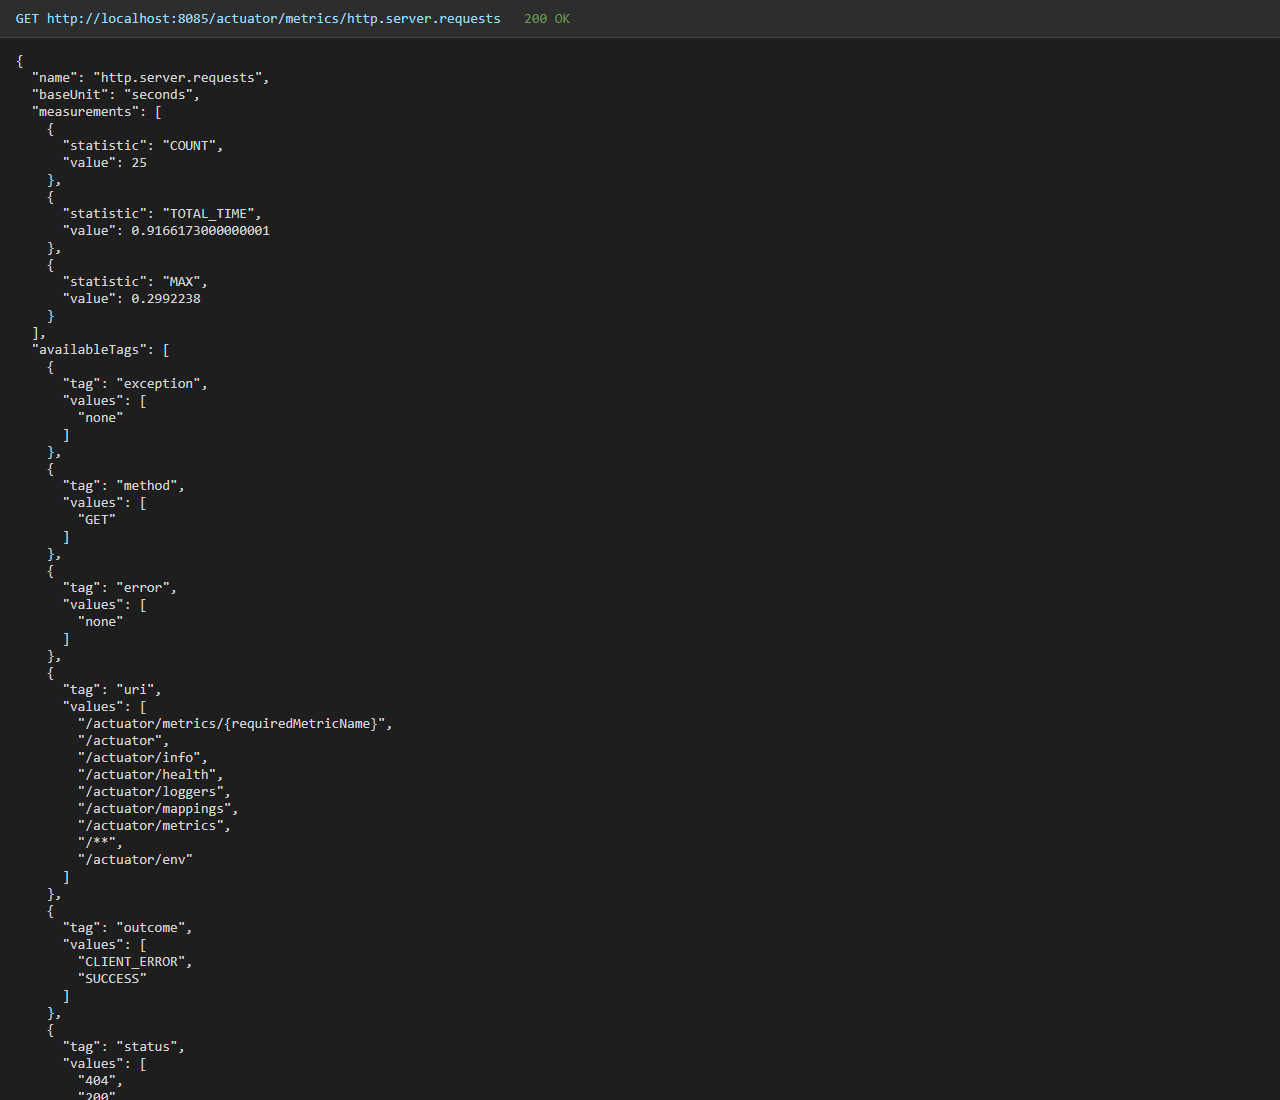 GET http://localhost:8085/actuator/metrics/http.server.requests 200 OK
{
  "name": "http.server.requests",
  "baseUnit": "seconds",
  "measurements": [
    {
      "statistic": "COUNT",
      "value": 25
    },
    {
      "statistic": "TOTAL_TIME",
      "value": 0.9166173000000001
    },
    {
      "statistic": "MAX",
      "value": 0.2992238
    }
  ],
  "availableTags": [
    {
      "tag": "exception",
      "values": [
        "none"
      ]
    },
    {
      "tag": "method",
      "values": [
        "GET"
      ]
    },
    {
      "tag": "error",
      "values": [
        "none"
      ]
    },
    {
      "tag": "uri",
      "values": [
        "/actuator/metrics/{requiredMetricName}",
        "/actuator",
        "/actuator/info",
        "/actuator/health",
        "/actuator/loggers",
        "/actuator/mappings",
        "/actuator/metrics",
        "/**",
        "/actuator/env"
      ]
    },
    {
      "tag": "outcome",
      "values": [
        "CLIENT_ERROR",
        "SUCCESS"
      ]
    },
    {
      "tag": "status",
      "values": [
        "404",
        "200"